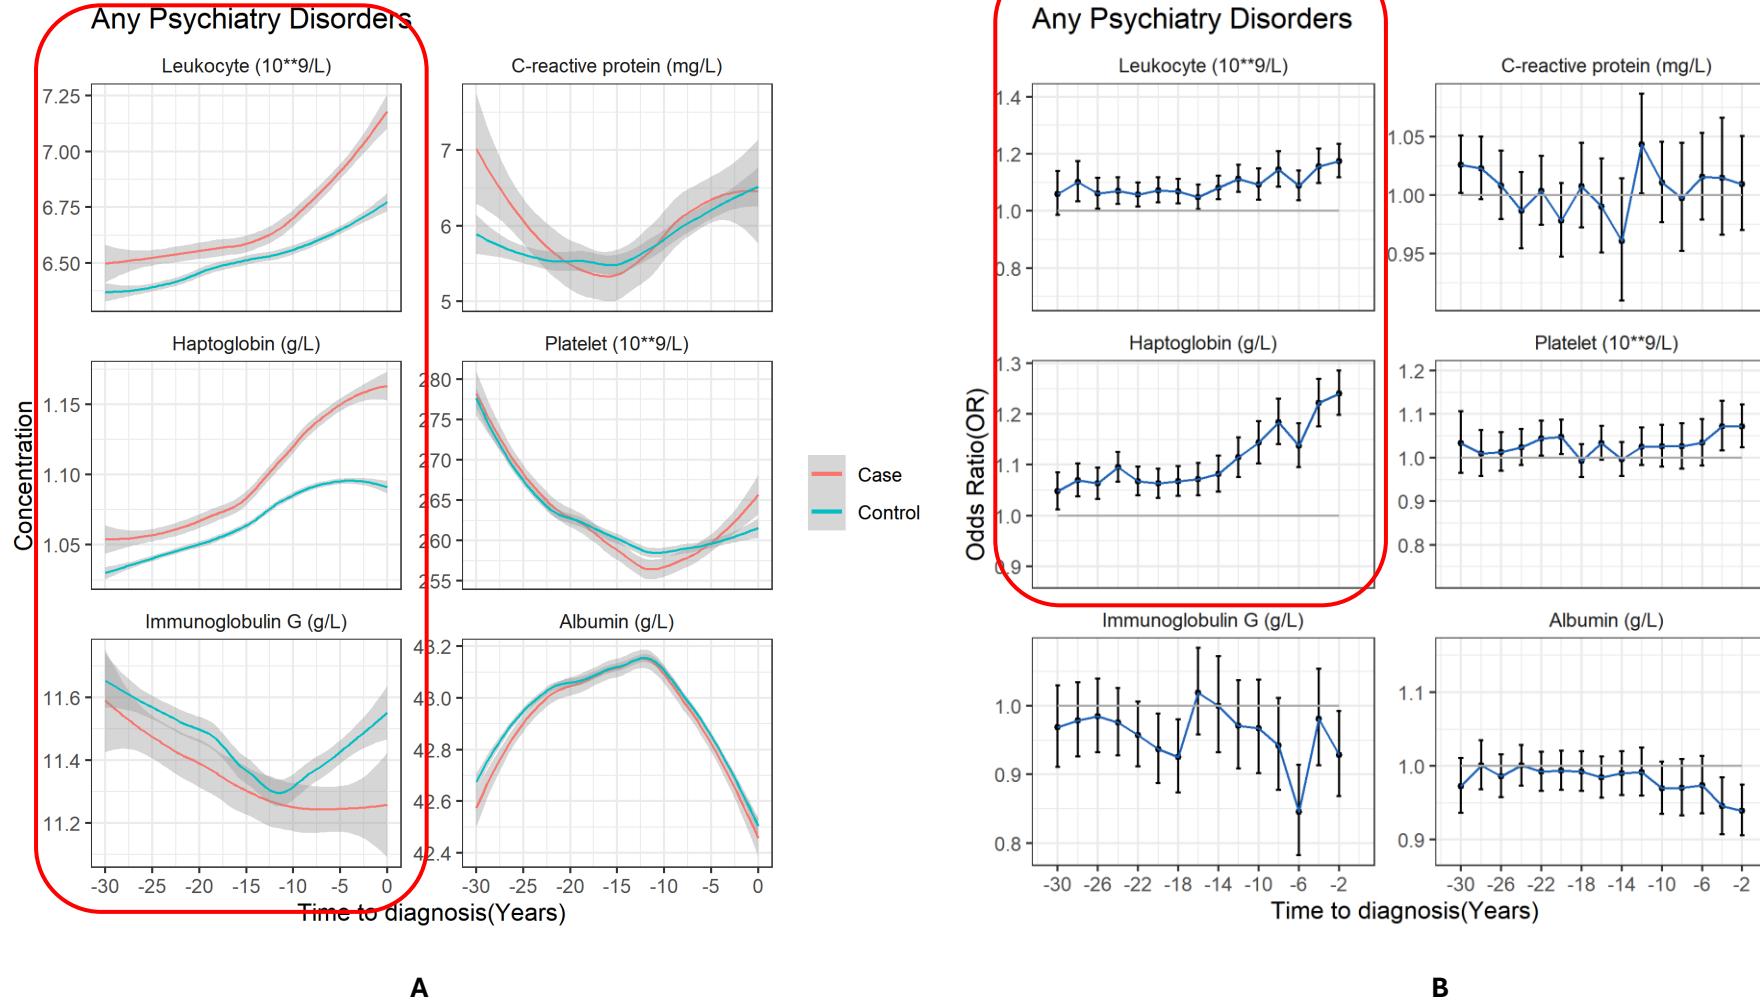 Any Psychiatry Disorders
Leukocyte (10**9/L)
7.25
7.00
6.75
6.50
C-reactive protein (mg/L)
7
6
5
Haptoglobin (g/L)
1.15
1.10
1.05
Platelet (10**9/L)
280
275
270
265
260
255
Immunoglobulin G (g/L)
11.6
11.4
11.2
-30 -25 -20 -15 -10 -5 0
Albumin (g/L)
43.2
43.0
42.8
42.6
42.4
-30 -25 -20 -15 -10 -5 0
Concentration
Time to diagnosis(Years)
Case
Control
A
Any Psychiatry Disorders
Leukocyte (10**9/L)
1.4
1.2
1.0
0.8
C-reactive protein (mg/L)
1.05
1.00
0.95
Haptoglobin (g/L)
1.3
1.2
1.1
1.0
0.9
Platelet (10**9/L)
1.2
1.1
1.0
0.9
0.8
Immunoglobulin G (g/L)
1.0
0.9
0.8
-30 -26 -22 -18 -14 -10 -6 -2
Albumin (g/L)
1.1
1.0
0.9
-30 -26 -22 -18 -14 -10 -6 -2
Odds Ratio(OR)
Time to diagnosis(Years)
B